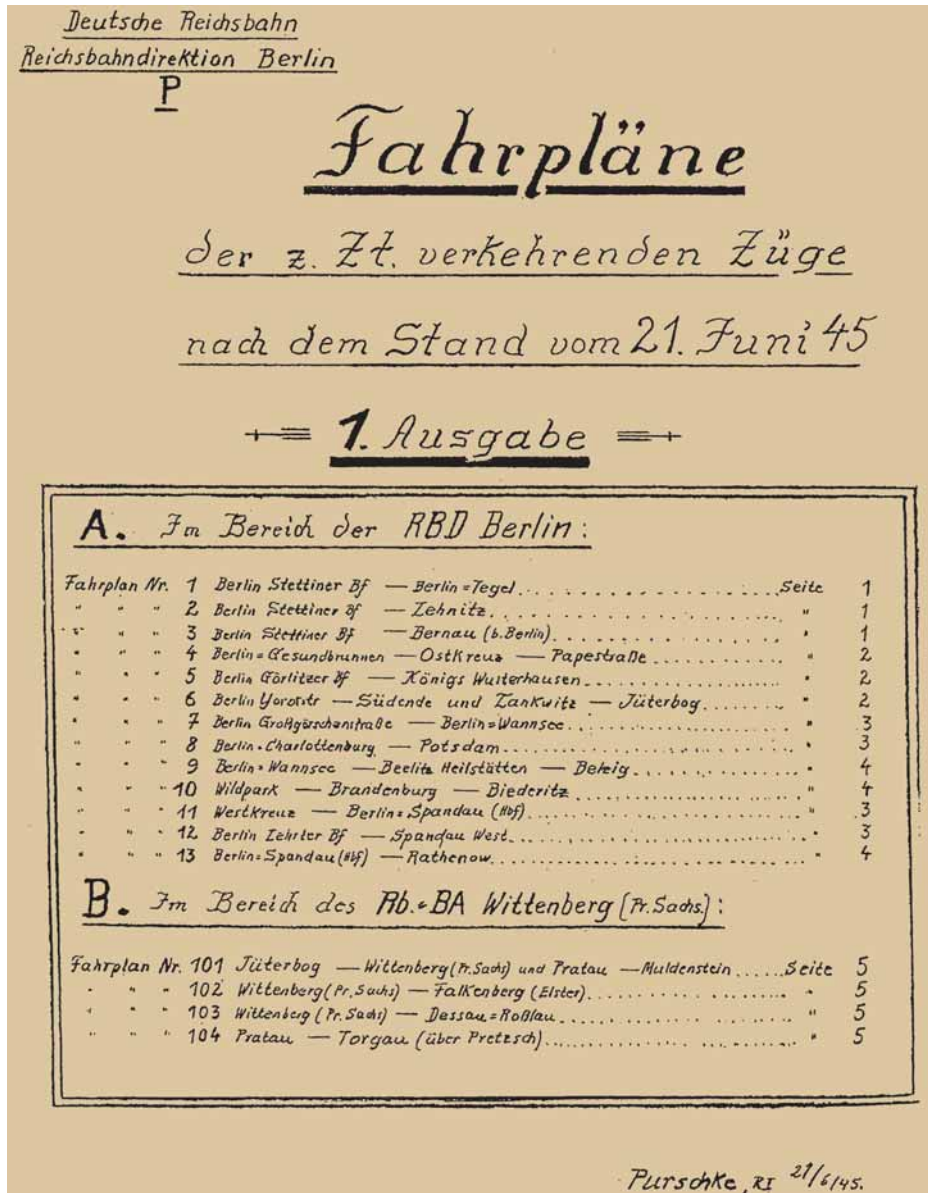 Deutsche Reichsbahn
Reichsbahndirektion Berlin
P
Fahrpläne
der z. Zt. verkehrenden Züge
nach dem Stand vom 21. Juni 45
1. Ausgabe
A. Im Bereich der RBD Berlin:
Fahrplan Nr. 1 Berlin Stettiner Bf — Berlin=Tegel Seite 1
" " " 2 Berlin Stettiner Bf — Lehnitz " 1
" " " 3 Berlin Stettiner Bf — Bernau (b. Berlin) " 1
" " " 4 Berlin=Gesundbrunnen — Ostkreuz — Papestraße " 2
" " " 5 Berlin Görlitzer Bf — Königs Wusterhausen " 2
" " " 6 Berlin Yorckstr — Südende und Lankwitz — Jüterbog " 2
" " " 7 Berlin Großgörschenstraße — Berlin=Wannsee " 3
" " " 8 Berlin=Charlottenburg — Potsdam " 3
" " " 9 Berlin=Wannsee — Beelitz Heilstätten — Belzig " 4
" " " 10 Wildpark — Brandenburg — Biederitz " 4
" " " 11 Westkreuz — Berlin=Spandau (Hbf) " 3
" " " 12 Berlin Lehrter Bf — Spandau West " 3
" " " 13 Berlin=Spandau (Hbf) — Rathenow " 4
B. Im Bereich des Rb.=BA Wittenberg (Pr. Sachs.):
Fahrplan Nr. 101 Jüterbog — Wittenberg (Pr. Sachs) und Pratau — Muldenstein Seite 5
" " " 102 Wittenberg (Pr. Sachs) — Falkenberg (Elster) " 5
" " " 103 Wittenberg (Pr. Sachs) — Dessau=Roßlau " 5
" " " 104 Pratau — Torgau (über Pretzsch) " 5
Purschke, RI 21/6/45.